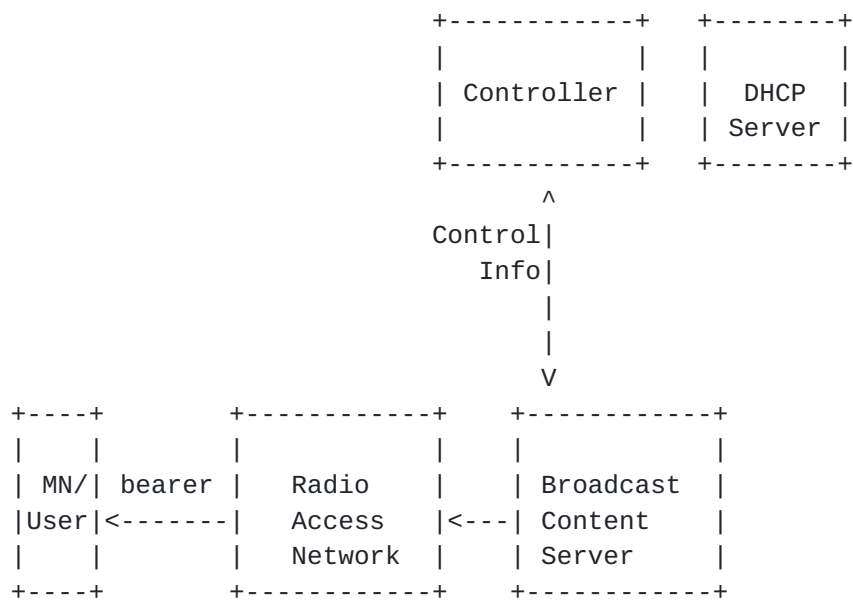 Controller DHCP
Server
Control
Info
MN/ bearer Radio Broadcast
User Access Content
Network Server